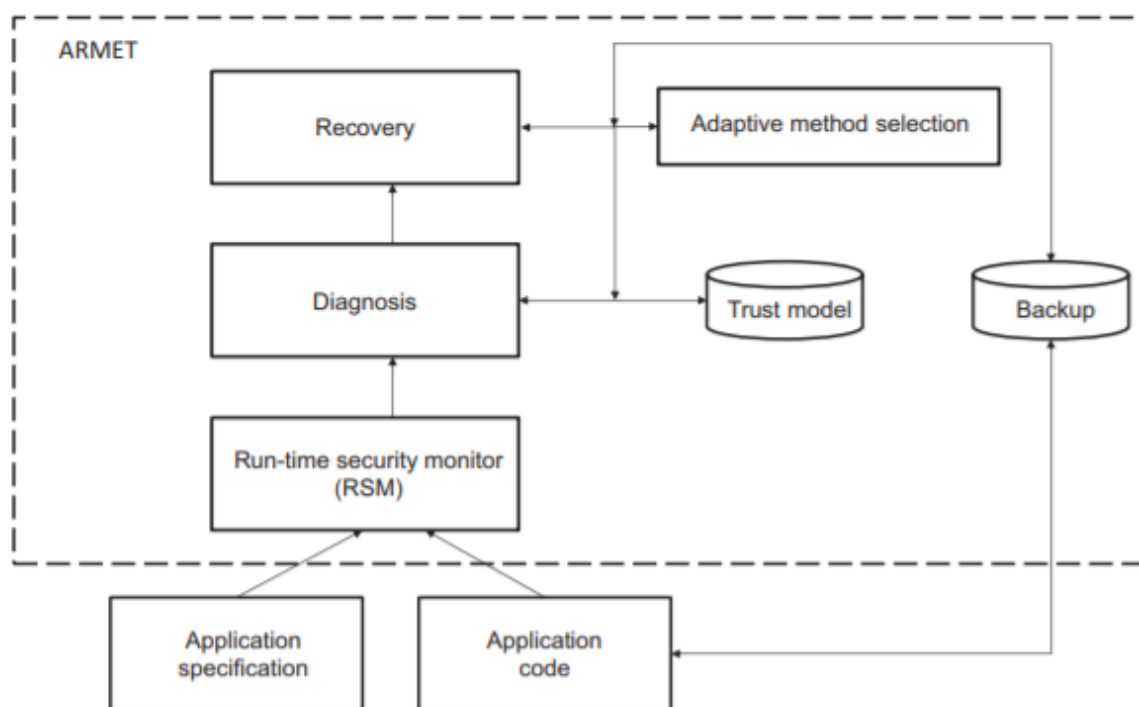 ARMET
Recovery
Adaptive method selection
Diagnosis
Trust model
Backup
Run-time security monitor
(RSM)
Application
specification
Application
code